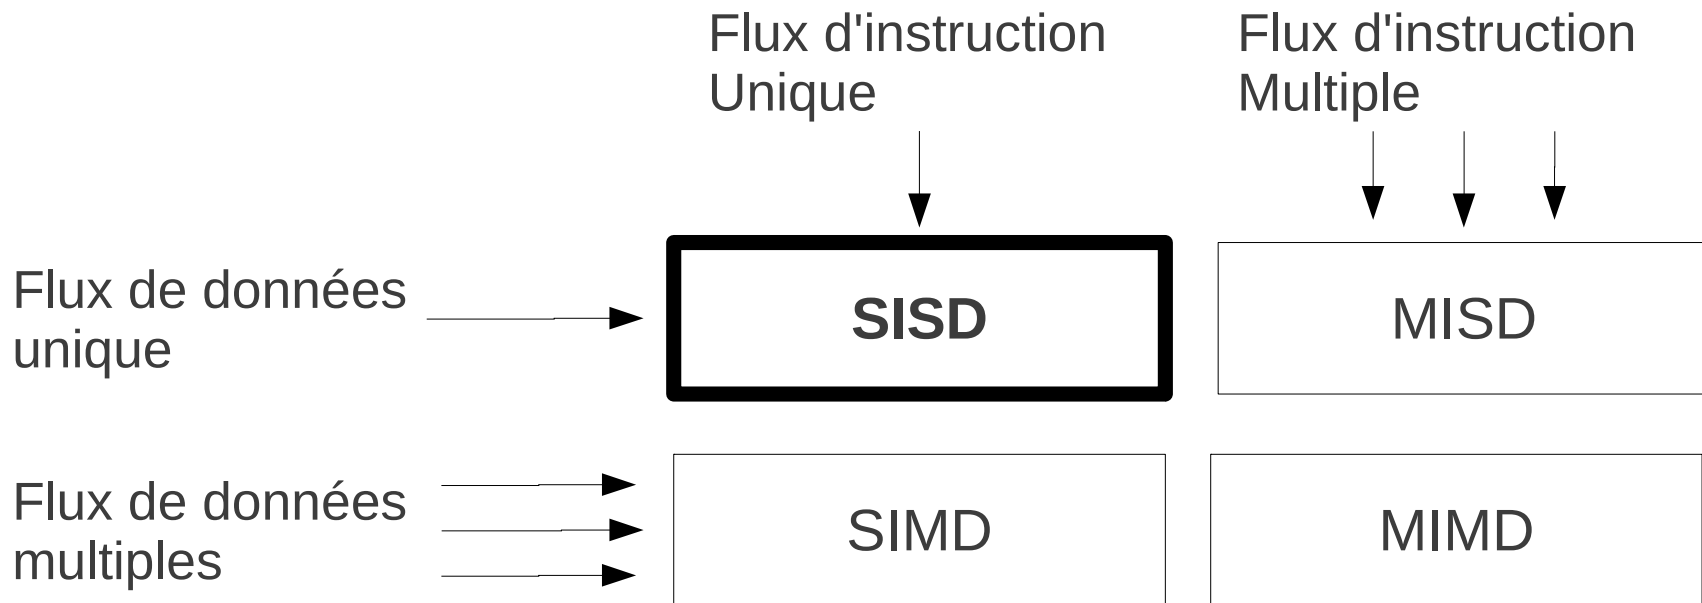 Flux d'instruction
Unique
Flux d'instruction
Multiple
Flux de données
unique
SISD
MISD
Flux de données
multiples
SIMD
MIMD